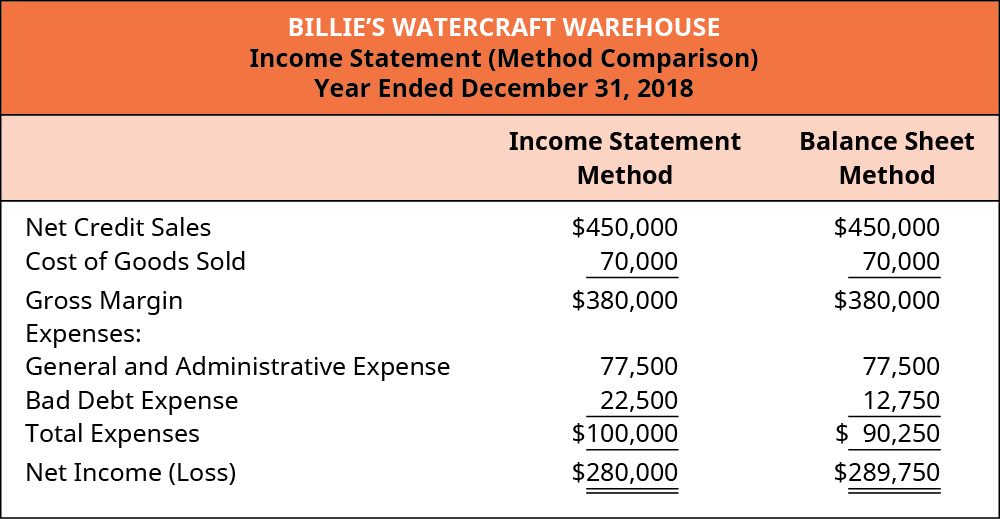 BILLIE’S WATERCRAFT WAREHOUSE
Income Statement (Method Comparison)
Year Ended December 31, 2018
Income Statement Method Balance Sheet Method
Net Credit Sales $450,000 $450,000
Cost of Goods Sold 70,000 70,000
Gross Margin $380,000 $380,000
Expenses:
General and Administrative Expense 77,500 77,500
Bad Debt Expense 22,500 12,750
Total Expenses $100,000 $ 90,250
Net Income (Loss) $280,000 $289,750